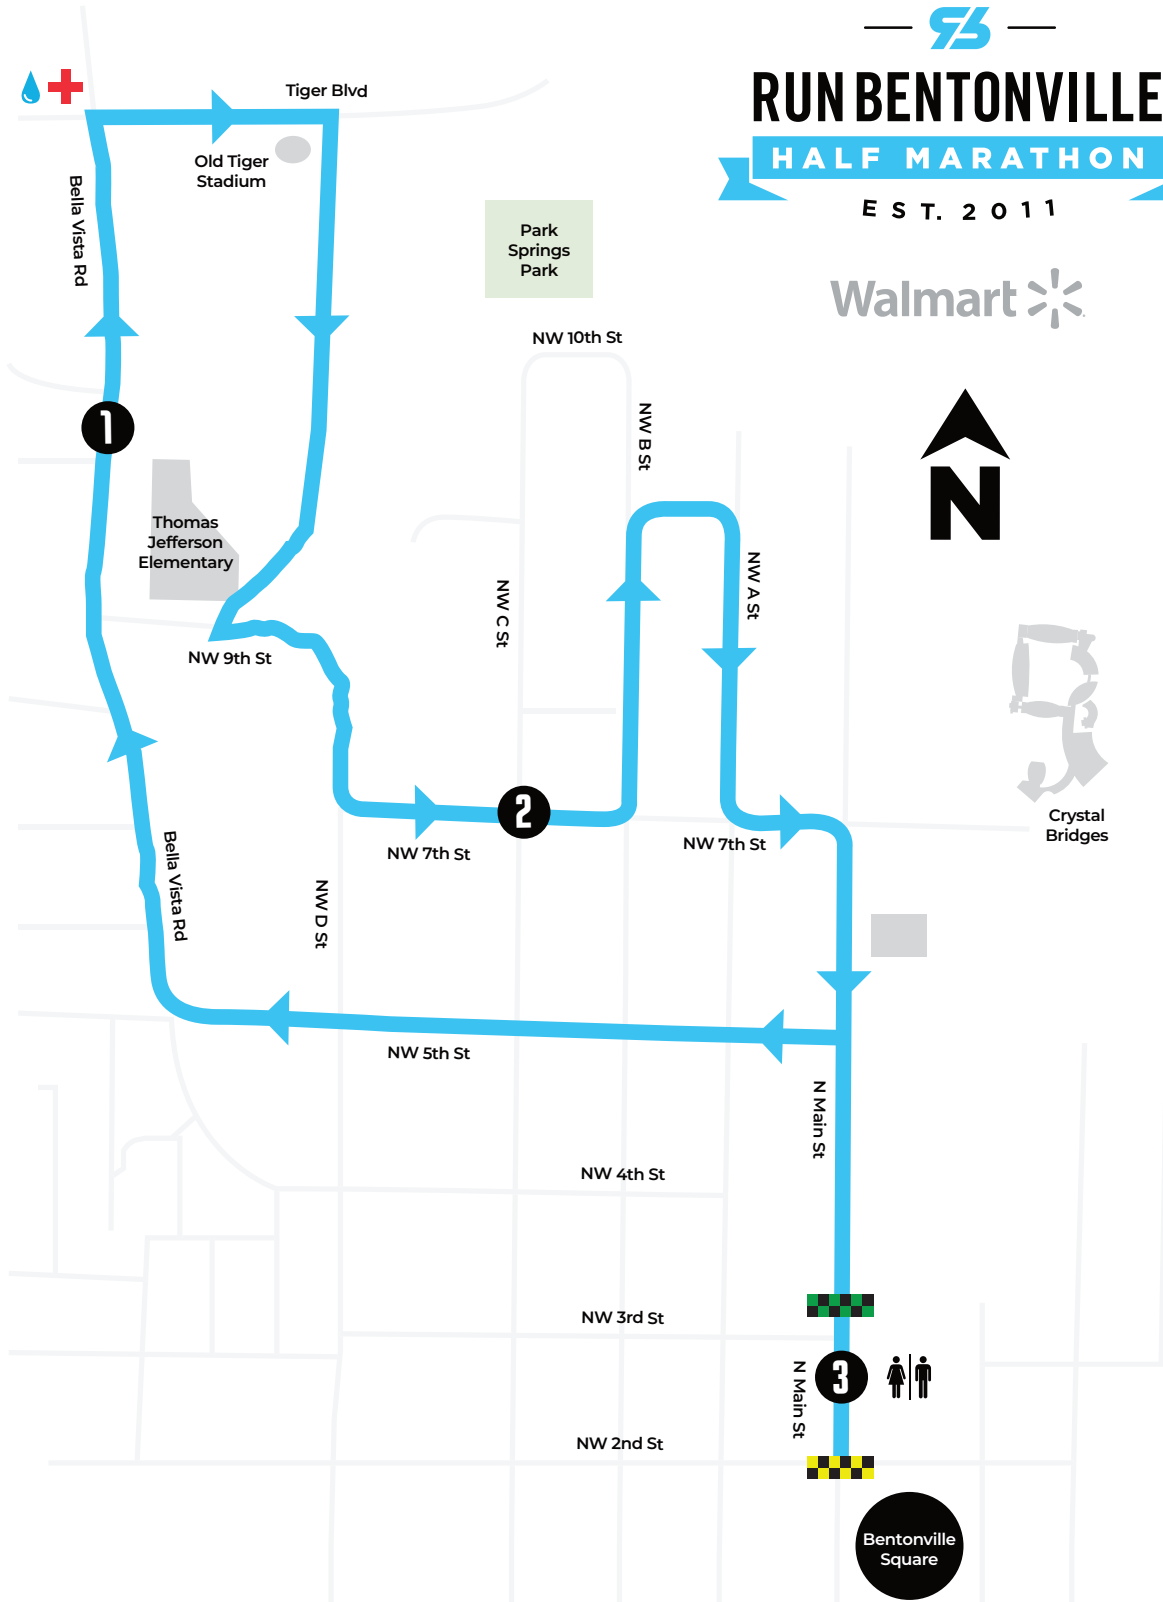 RUN BENTONVILLE
HALF MARATHON
EST. 2011
Walmart
N
Tiger Blvd
Old Tiger
Stadium
Bella Vista Rd
Park
Springs
Park
NW 10th St
NW B St
1
Thomas
Jefferson
Elementary
NW C St
NW A St
NW 9th St
2
NW 7th St
NW 7th St
Crystal
Bridges
Bella Vista Rd
NW D St
NW 5th St
N Main St
NW 4th St
NW 3rd St
N Main St
3
NW 2nd St
Bentonville
Square